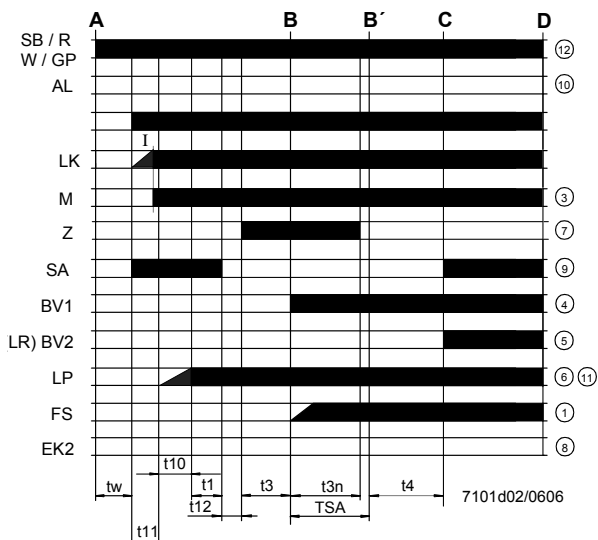 A B B´ C D
SB / R
W / GP ⑫
AL ⑩
I
LK
M ③
Z ⑦
SA ⑨
BV1 ④
(LR) BV2 ⑤
LP ⑥ ⑪
FS ①
EK2 ⑧
t10
tw t1 t3 t3n t4
t12 TSA
t11
7101d02/0606